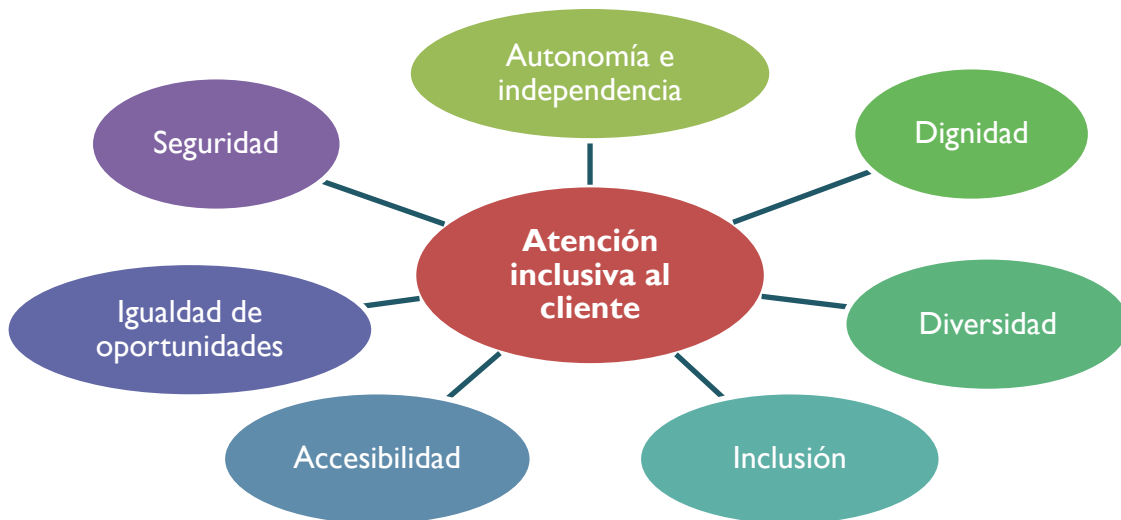 Autonomía e
independencia
Seguridad
Dignidad
Atención
inclusiva al
cliente
Igualdad de
oportunidades
Diversidad
Accesibilidad
Inclusión